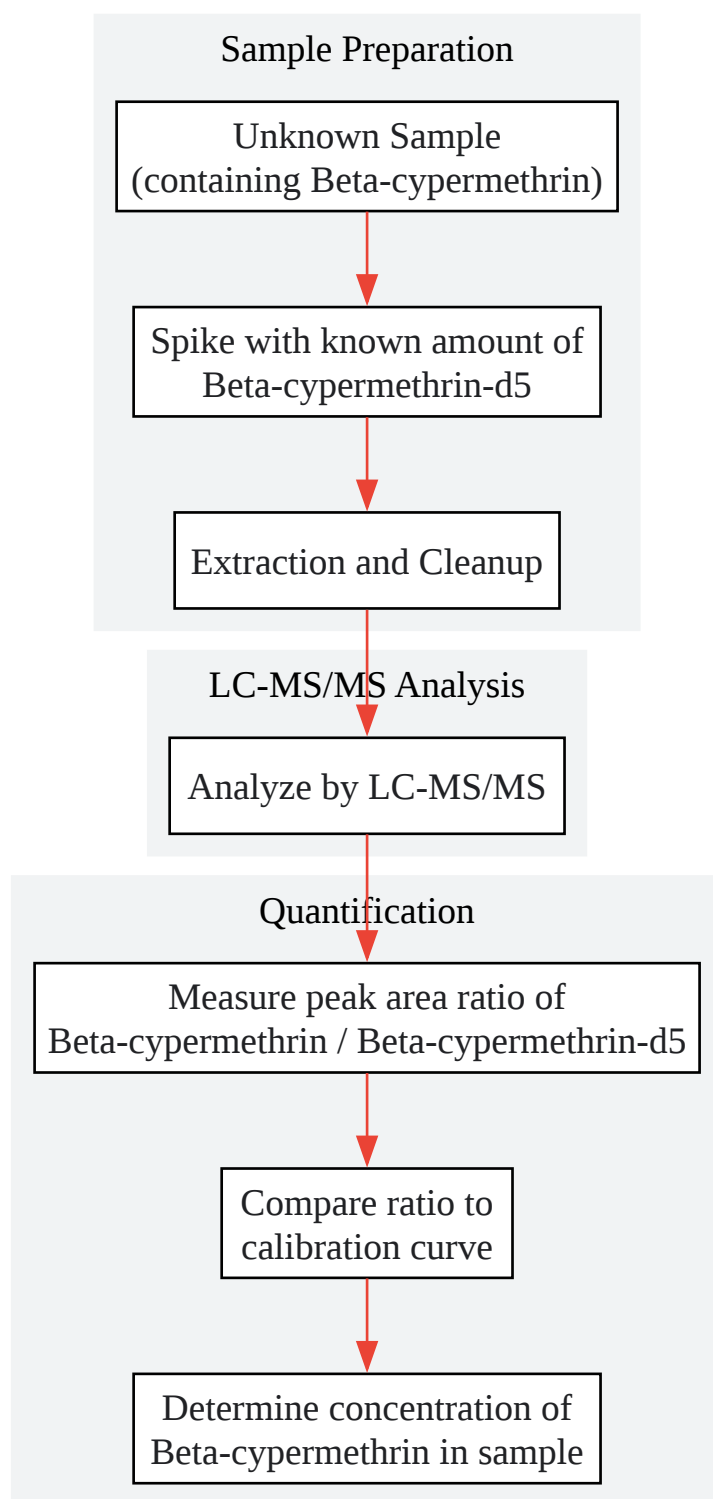 Sample Preparation
Unknown Sample
(containing Beta-cypermethrin)
Spike with known amount of
Beta-cypermethrin-d5
Extraction and Cleanup
LC-MS/MS Analysis
Analyze by LC-MS/MS
Quantification
Measure peak area ratio of
Beta-cypermethrin / Beta-cypermethrin-d5
Compare ratio to
calibration curve
Determine concentration of
Beta-cypermethrin in sample